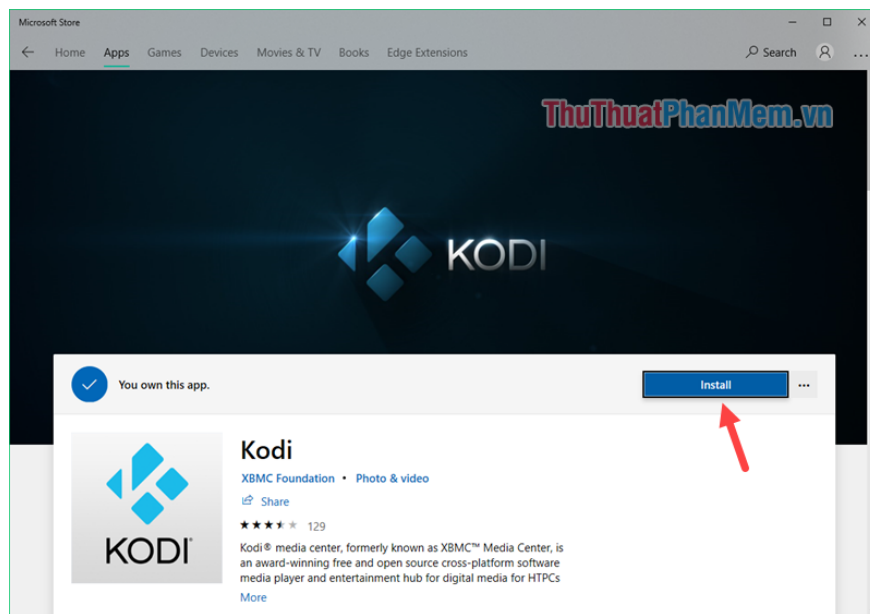 Microsoft Store
Home Apps Games Devices Movies & TV Books Edge Extensions Search
ThuThuatPhanMem.vn
KODI
You own this app.
Install
KODI
Kodi
XBMC Foundation • Photo & video
Share
129
Kodi® media center, formerly known as XBMC™ Media Center, is
an award-winning free and open source cross-platform software
media player and entertainment hub for digital media for HTPCs
More